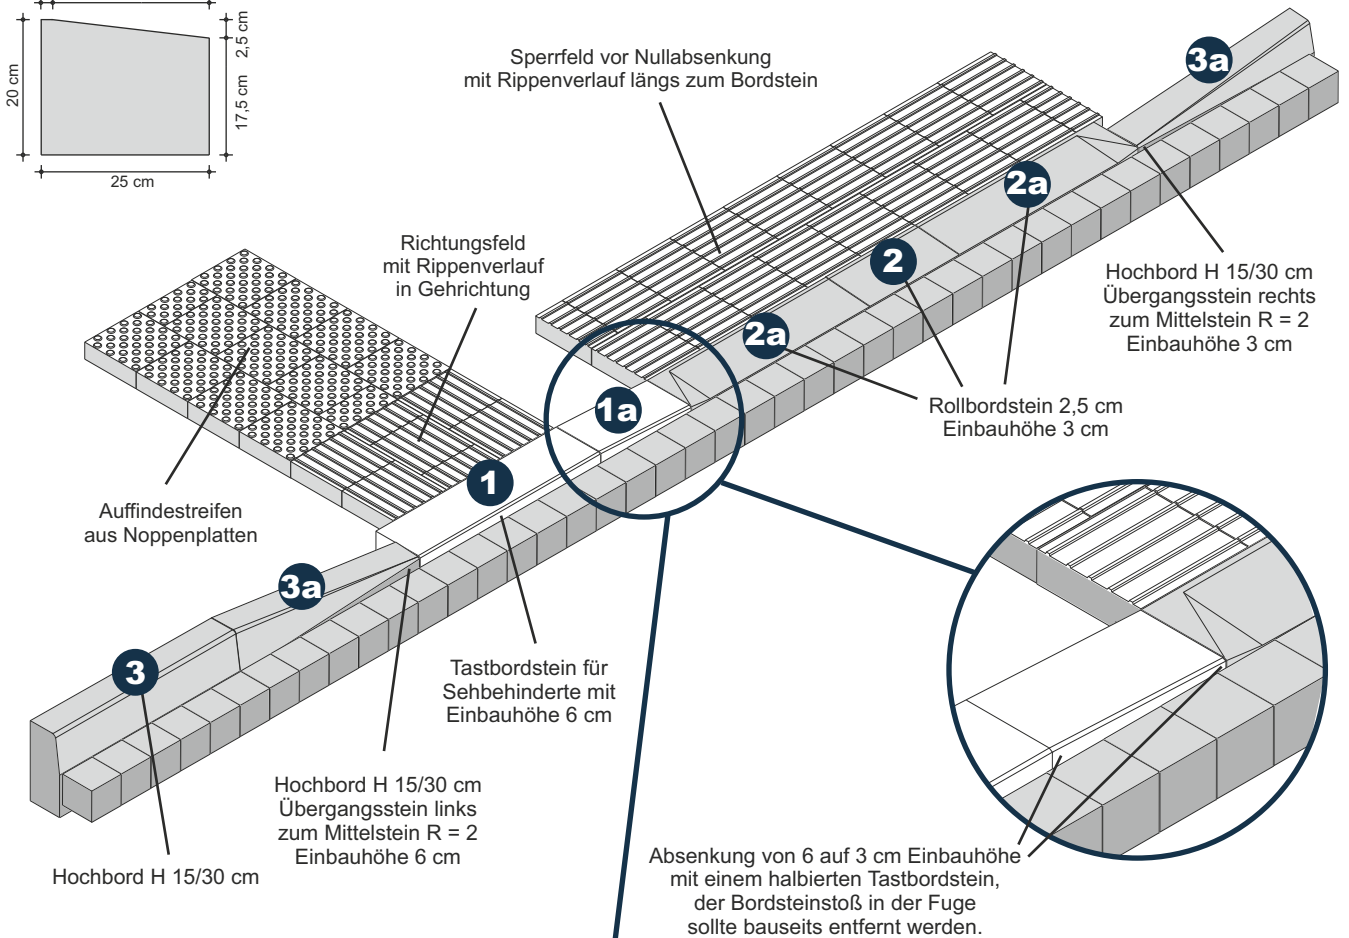 20 cm
2,5 cm
17,5 cm
25 cm
Sperrfeld vor Nullabsenkung
mit Rippenverlauf längs zum Bordstein
3a
2a
Richtungsfeld
mit Rippenverlauf
in Gehrichtung
2
Hochbord H 15/30 cm
Übergangsstein rechts
zum Mittelstein R = 2
Einbauhöhe 3 cm
2a
1a
Rollbordstein 2,5 cm
Einbauhöhe 3 cm
1
Auffindestreifen
aus Noppenplatten
3a
3
Tastbordstein für
Sehbehinderte mit
Einbauhöhe 6 cm
Hochbord H 15/30 cm
Übergangsstein links
zum Mittelstein R = 2
Einbauhöhe 6 cm
Hochbord H 15/30 cm
Absenkung von 6 auf 3 cm Einbauhöhe
mit einem halbierten Tastbordstein,
der Bordsteinstoß in der Fuge
sollte bauseits entfernt werden.